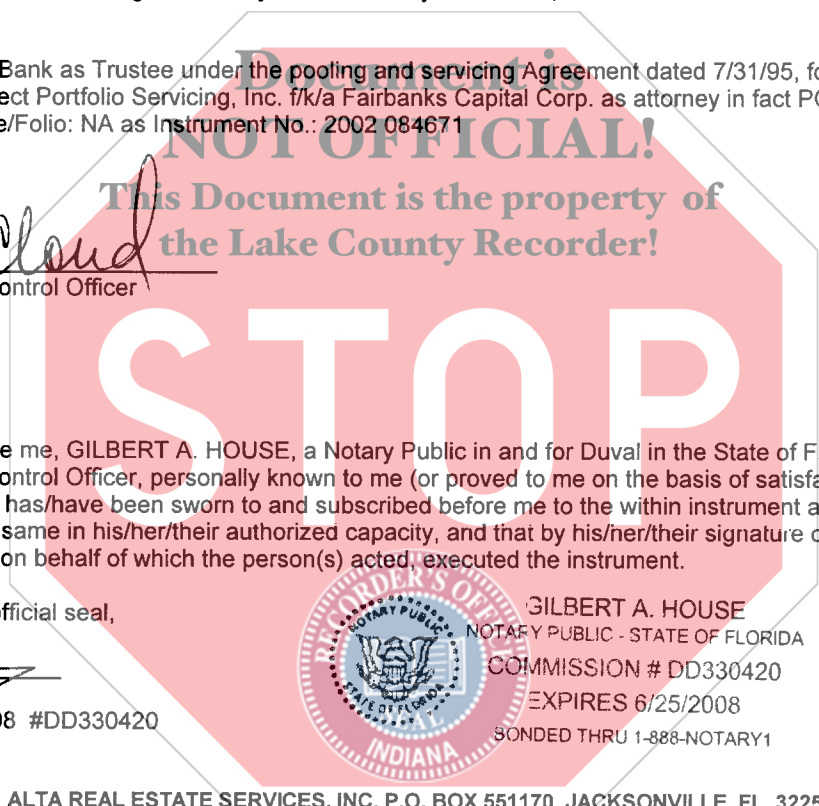 Document is
Bank as Trustee under the pooling and servicing Agreement dated 7/31/95, fo
ect Portfolio Servicing, Inc. f/k/a Fairbanks Capital Corp. as attorney in fact PO
e/Folio: NA as Instrument No.: 2002 084671
NOT OFFICIAL!
This Document is the property of
the Lake County Recorder!
Cloud
ontrol Officer
STOP
e me, GILBERT A. HOUSE, a Notary Public in and for Duval in the State of F
ontrol Officer, personally known to me (or proved to me on the basis of satisfa
has/have been sworn to and subscribed before me to the within instrument a
same in his/her/their authorized capacity, and that by his/her/their signature o
on behalf of which the person(s) acted, executed the instrument.
fficial seal,
RECORDER'S OFFICE
NOTARY PUBLIC
STATE OF FLORIDA
SEAL
INDIANA
GILBERT A. HOUSE
NOTARY PUBLIC - STATE OF FLORIDA
COMMISSION # DD330420
EXPIRES 6/25/2008
BONDED THRU 1-888-NOTARY1
08 #DD330420
ALTA REAL ESTATE SERVICES, INC. P.O. BOX 551170, JACKSONVILLE, FL, 3225